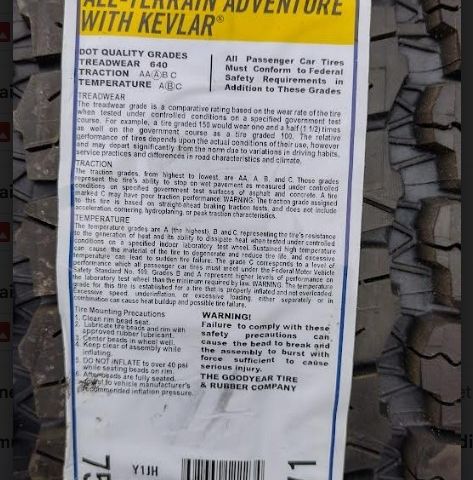 ALL-TERRAIN ADVENTURE
WITH KEVLAR®
DOT QUALITY GRADES
TREADWEAR 640
TRACTION AA A B C
TEMPERATURE A B C
All Passenger Car Tires
Must Conform to Federal
Safety Requirements in
Addition to These Grades
TREADWEAR
The treadwear grade is a comparative rating based on the wear rate of the tire
when tested under controlled conditions on a specified government test
course. For example, a tire graded 150 would wear one and a half (1 1/2) times
as well on the government course as a tire graded 100. The relative
performance of tires depends upon the actual conditions of their use, however
and may depart significantly from the norm due to variations in driving habits,
service practices and differences in road characteristics and climate.
TRACTION
The traction grades, from highest to lowest, are AA, A, B, and C. Those grades
represent the tire's ability to stop on wet pavement as measured under controlled
conditions on specified government test surfaces of asphalt and concrete. A tire
marked C may have poor traction performance. WARNING: The traction grade assigned
to this tire is based on straight-ahead braking traction tests, and does not include
acceleration, cornering, hydroplaning, or peak traction characteristics.
TEMPERATURE
The temperature grades are A (the highest), B and C, representing the tire's resistance
to the generation of heat and its ability to dissipate heat when tested under controlled
conditions on a specified indoor laboratory test wheel. Sustained high temperature
can cause the material of the tire to degenerate and reduce tire life, and excessive
temperature can lead to sudden tire failure. The grade C corresponds to a level of
performance which all passenger car tires must meet under the Federal Motor Vehicle
Safety Standard No. 109. Grades B and A represent higher levels of performance on
the laboratory test wheel than the minimum required by law. WARNING: The temperature
grade for this tire is established for a tire that is properly inflated and not overloaded.
Excessive speed, underinflation, or excessive loading, either separately or in
combination can cause heat buildup and possible tire failure.
Tire Mounting Precautions
1. Clean rim bead seat.
2. Lubricate tire beads and rim with
approved rubber lubricant.
3. Center beads in wheel well.
4. Keep clear of assembly while
inflating.
5. DO NOT INFLATE to over 40 psi
while seating beads on rim.
6. After beads are fully seated,
to vehicle manufacturer's
recommended inflation pressure.
WARNING!
Failure to comply with these
safety precautions can
cause the bead to break and
the assembly to burst with
force sufficient to cause
serious injury.
THE GOODYEAR TIRE
& RUBBER COMPANY
Y1JH